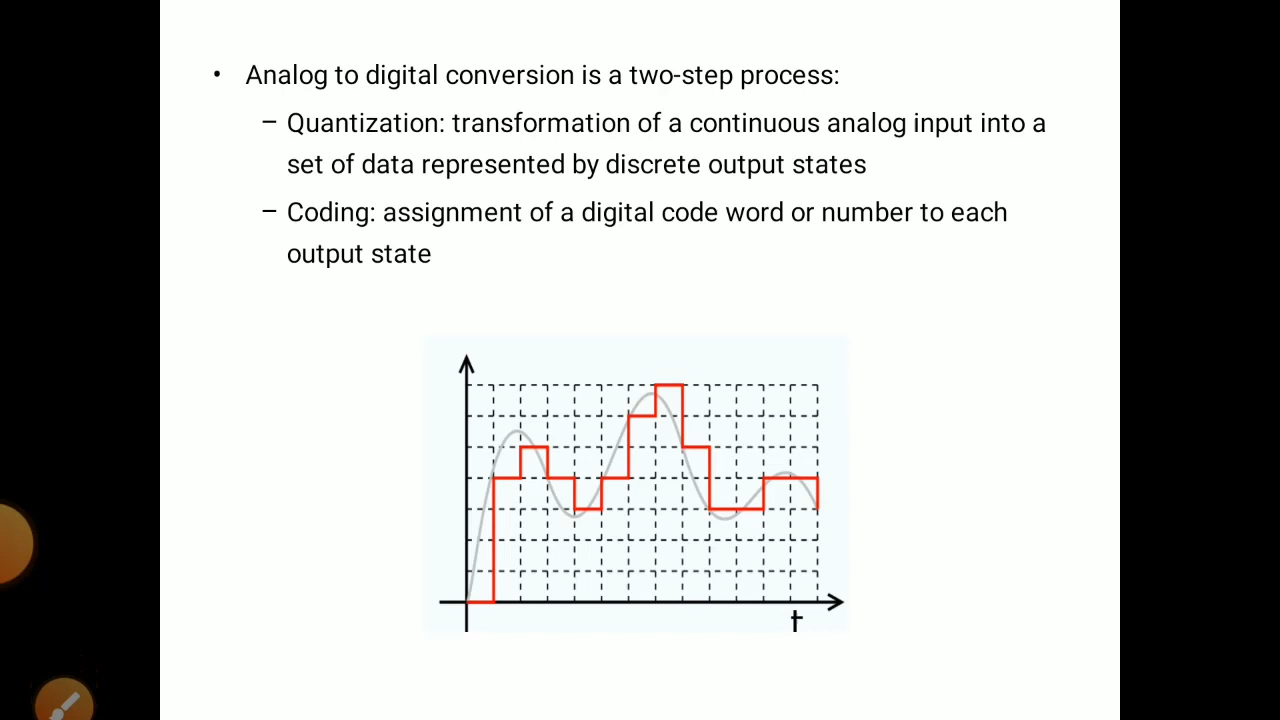 • Analog to digital conversion is a two-step process:
– Quantization: transformation of a continuous analog input into a
set of data represented by discrete output states
– Coding: assignment of a digital code word or number to each
output state
t